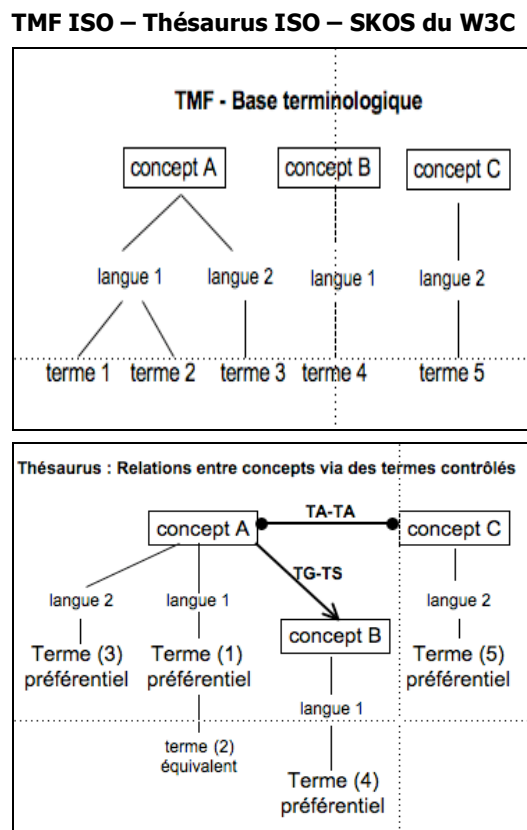 TMF ISO – Thésaurus ISO – SKOS du W3C
TMF - Base terminologique
concept A
concept B
concept C
langue 1
langue 2
langue 1
langue 2
terme 1
terme 2
terme 3
terme 4
terme 5
Thésaurus : Relations entre concepts via des termes contrôlés
TA-TA
concept A
concept C
TG-TS
langue 2
langue 1
langue 2
concept B
Terme (3)
préférentiel
Terme (1)
préférentiel
Terme (5)
préférentiel
langue 1
terme (2)
équivalent
Terme (4)
préférentiel